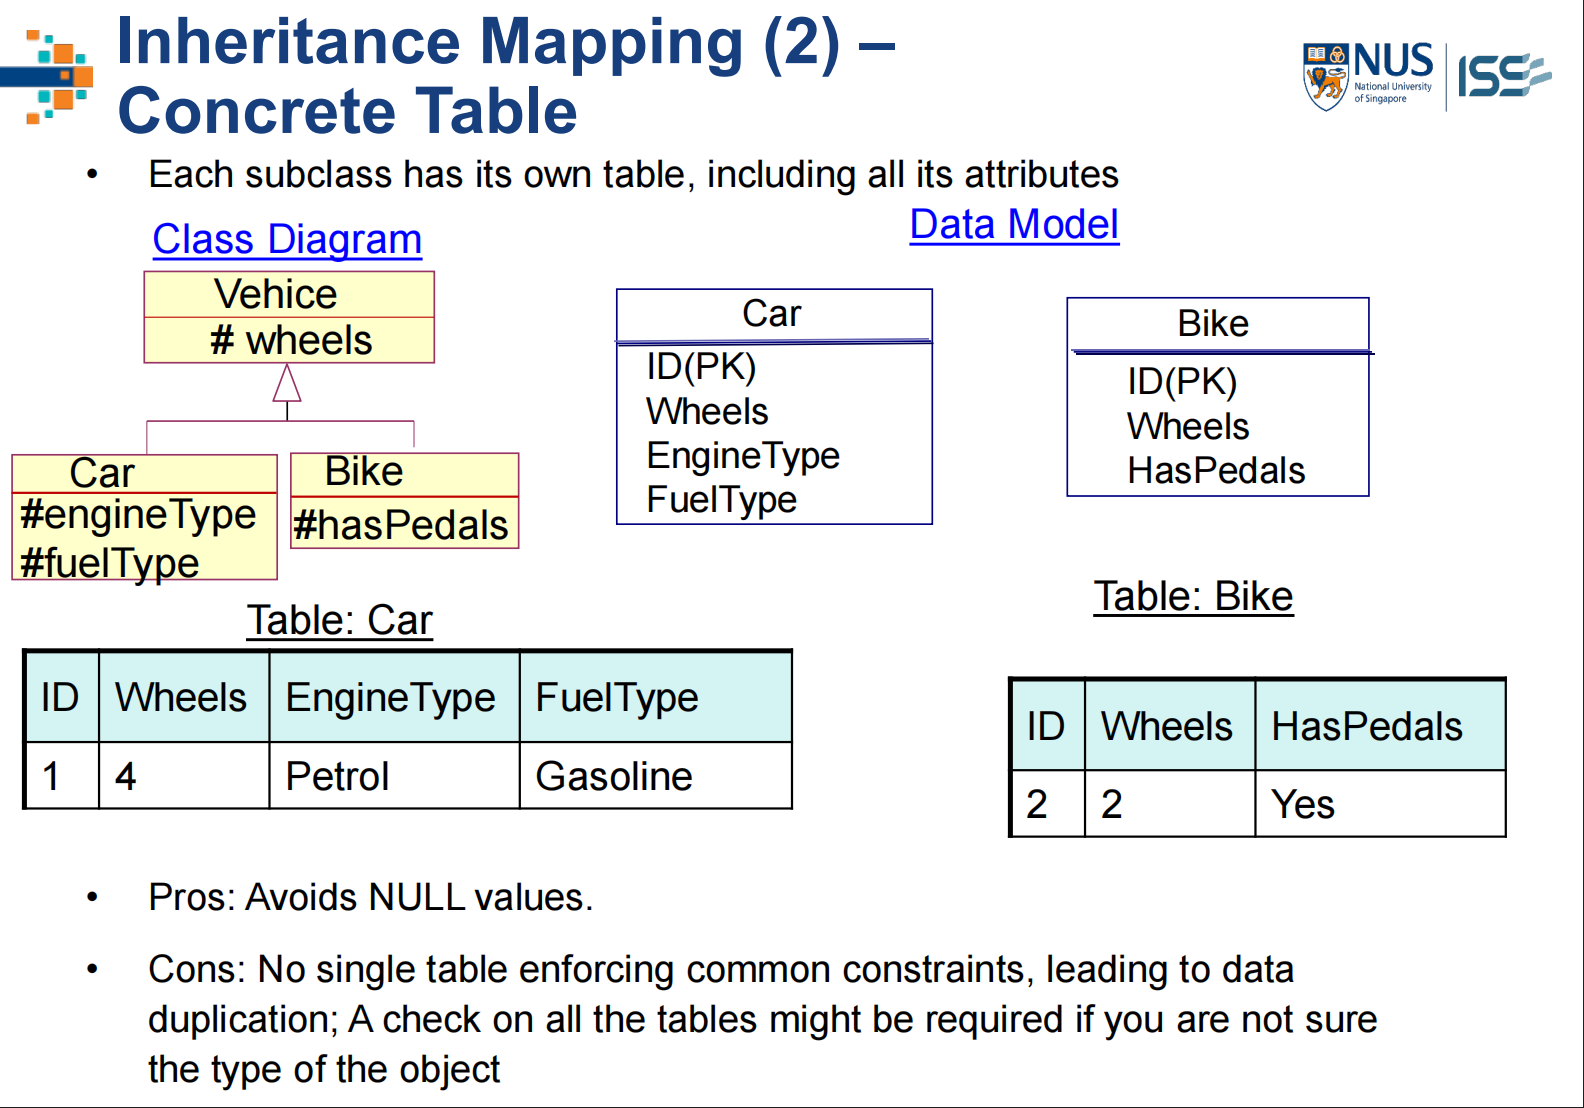 Inheritance Mapping (2) –
Concrete Table
NUS
National University
of Singapore
ISS
• Each subclass has its own table, including all its attributes
Class Diagram
Data Model
Vehice
# wheels
Car
#engineType
#fuelType
Bike
#hasPedals
Car
ID(PK)
Wheels
EngineType
FuelType
Bike
ID(PK)
Wheels
HasPedals
Table: Car
ID Wheels EngineType FuelType
1 4 Petrol Gasoline
Table: Bike
ID Wheels HasPedals
2 2 Yes
• Pros: Avoids NULL values.
• Cons: No single table enforcing common constraints, leading to data
duplication; A check on all the tables might be required if you are not sure
the type of the object